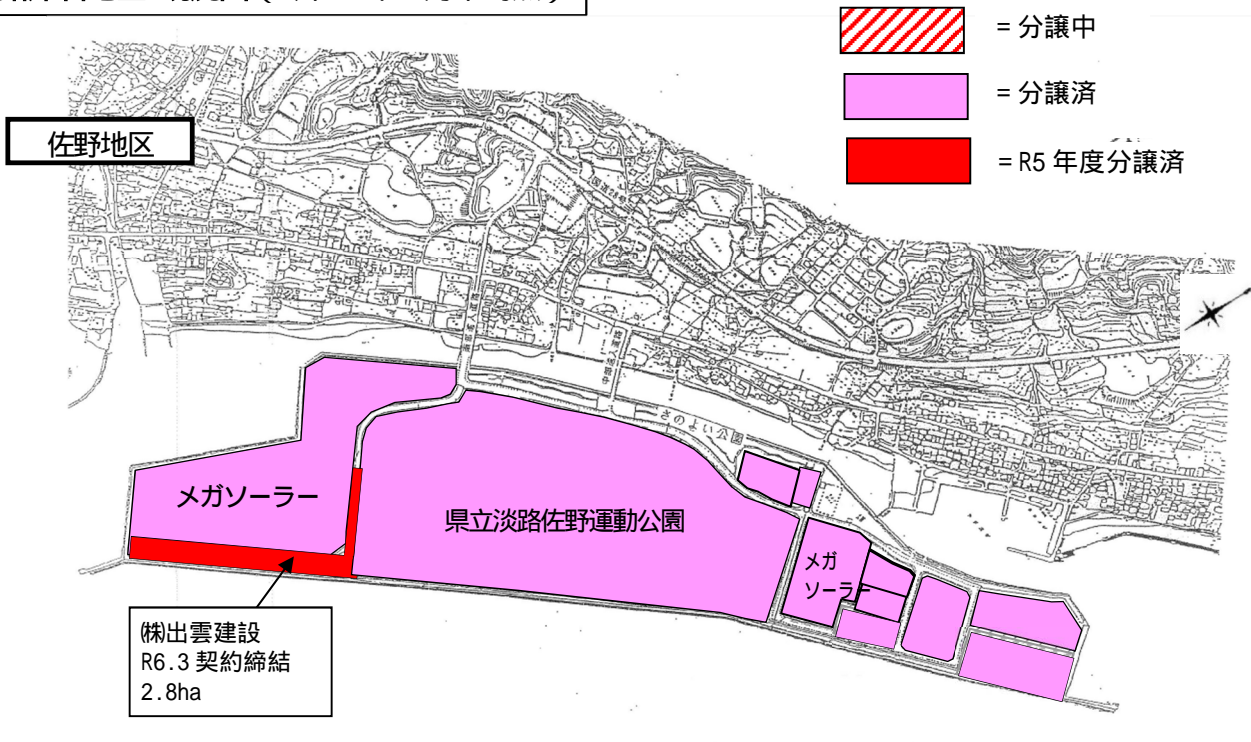 = 分譲中
= 分譲済
= R5 年度分譲済
佐野地区
さのよい公園
メガソーラー
県立淡路佐野運動公園
メガ
ソーラー
㈱出雲建設
R6.3 契約締結
2.8ha